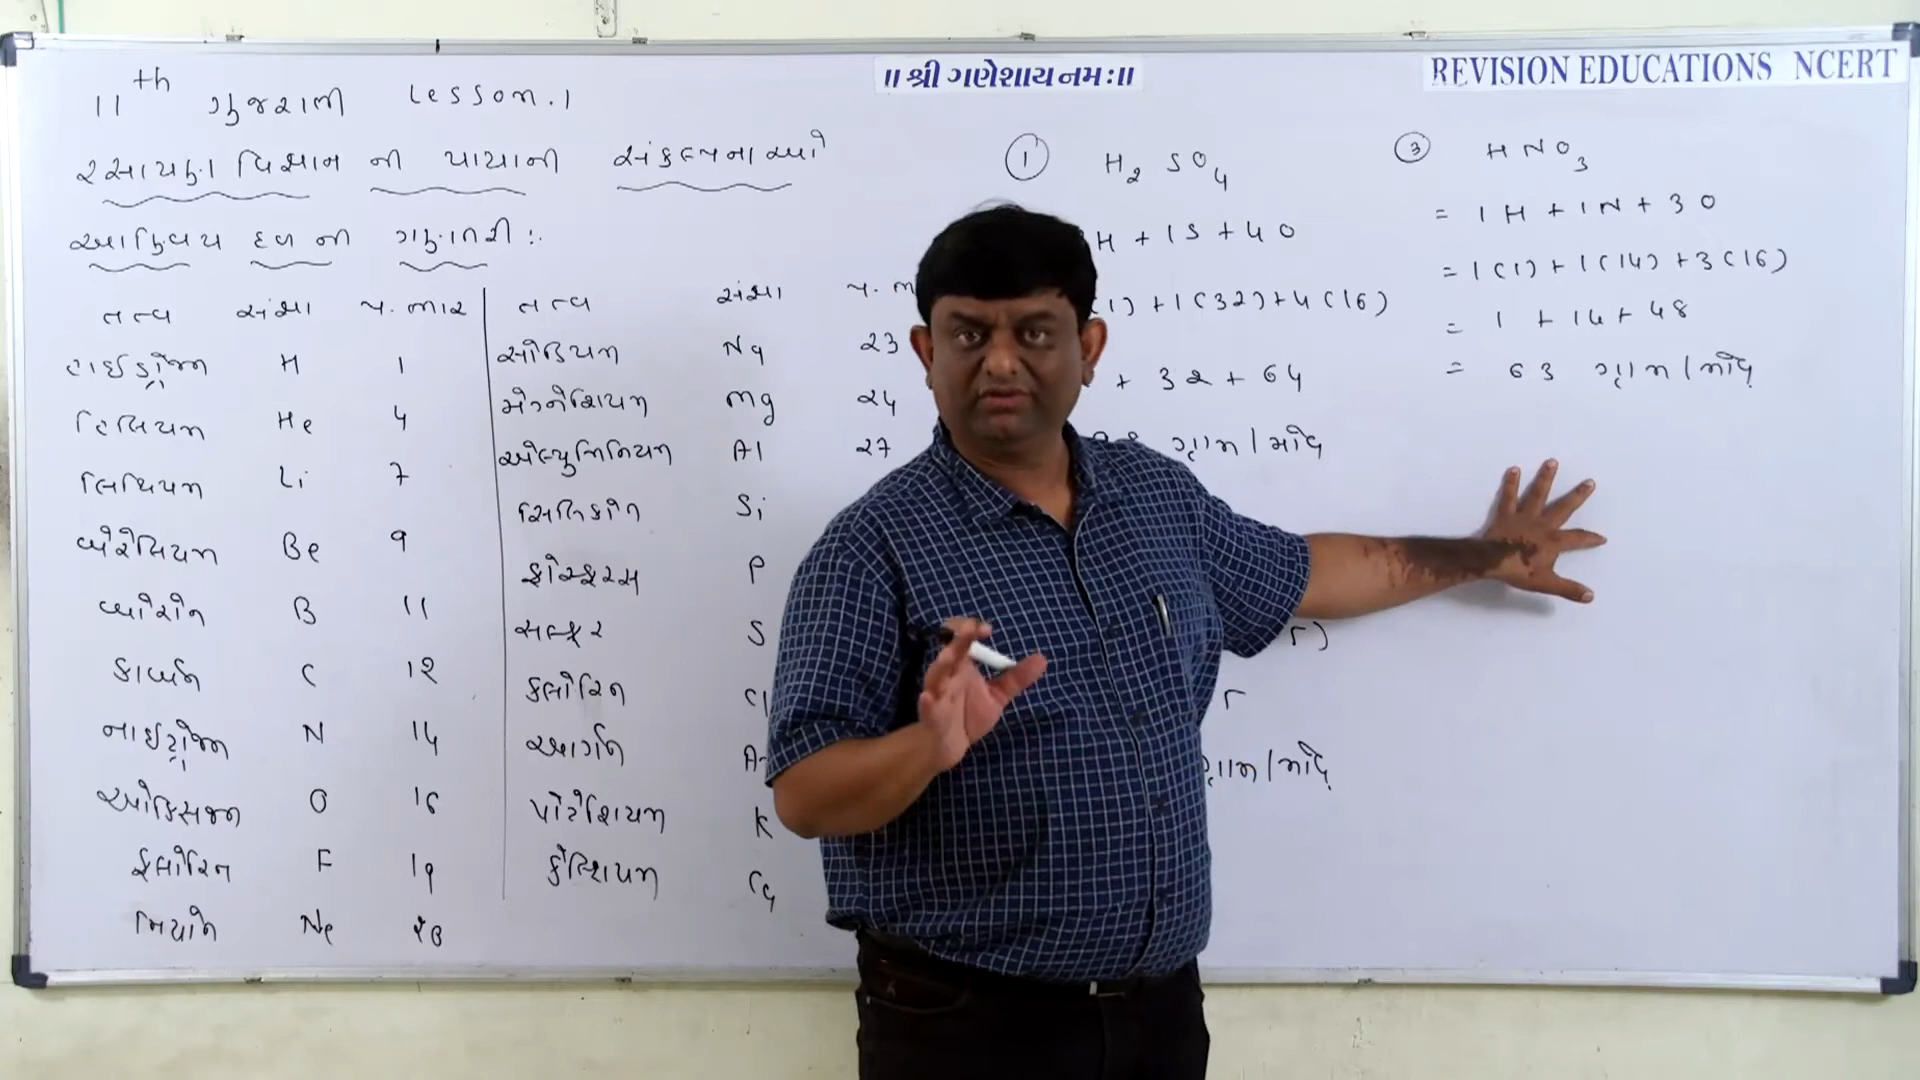 ॥ શ્રી ગણેશાય નમઃ ॥
REVISION EDUCATIONS NCERT
11th ગુજરાતી Lesson. 1
રસાયણ વિજ્ઞાન ની પાયાની સંકલ્પનાઓ
આણ્વિય દળ ની ગણતરી :.
તત્વ સંજ્ઞા પ. ભાર
હાઈડ્રોજન H 1
હિલિયમ He 4
લિથિયમ Li 7
બેરેલિયમ Be 9
બોરોન B 11
કાર્બન C 12
નાઈટ્રોજન N 14
ઓક્સિજન O 16
ફ્લોરિન F 19
નિયોન Ne 20
તત્વ સંજ્ઞા
સોડિયમ Na 23
મેગ્નેશિયમ Mg 24
એલ્યુમિનિયમ Al 27
સિલિકોન Si
ફોસ્ફરસ P
સલ્ફર S
ક્લોરિન Cl
આર્ગન
પોટેશિયમ K
કેલ્શિયમ Ca
1 H2SO4
H + 1S + 4O
(1) + 1(32) + 4(16)
+ 32 + 64
ગ્રામ / મોલ
ગ્રામ / મોલ
3 HNO3
= 1H + 1N + 3O
= 1(1) + 1(14) + 3(16)
= 1 + 14 + 48
= 63 ગ્રામ / મોલ